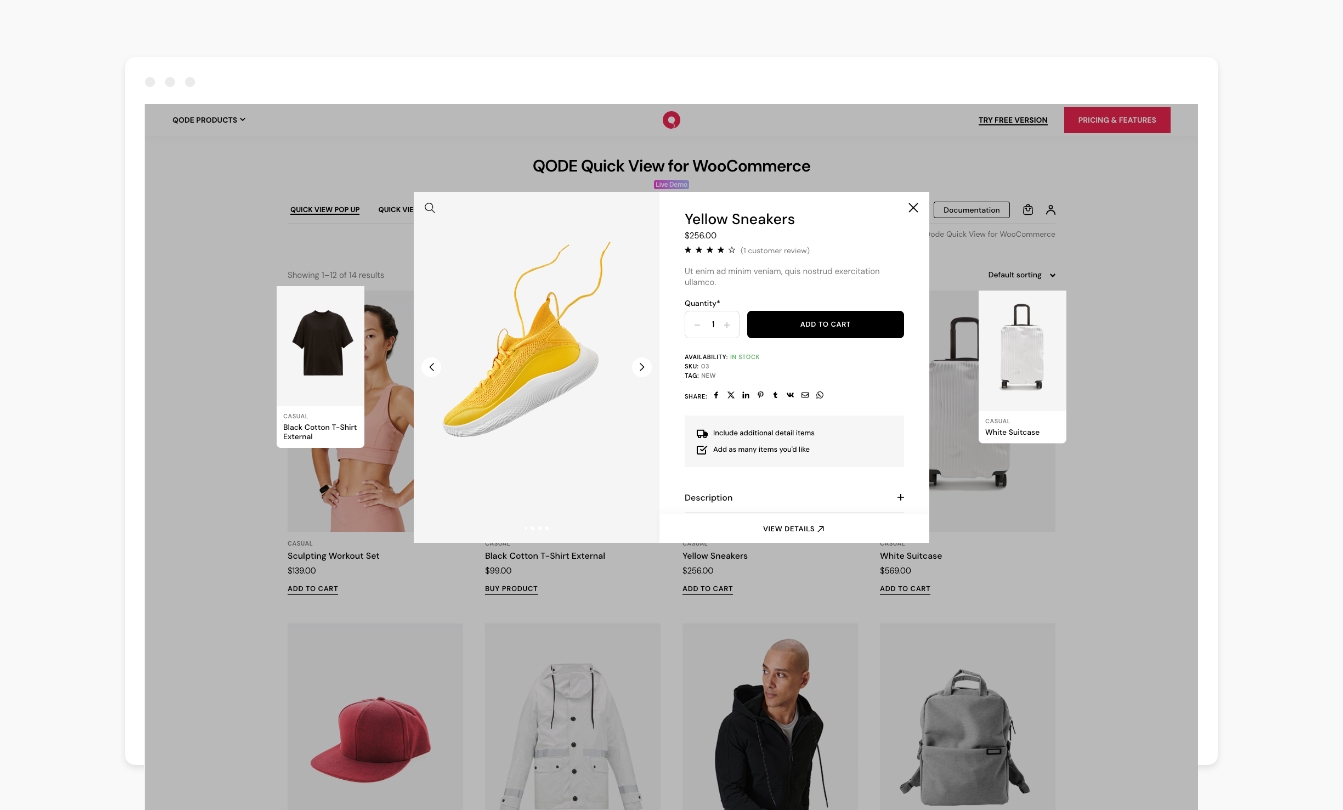 QODE PRODUCTS
TRY FREE VERSION
PRICING & FEATURES
QODE Quick View for WooCommerce
Live Demo
QUICK VIEW POP UP
QUICK
Documentation
Quick View for WooCommerce
Showing 1–12 of 14 results
Default sorting
Yellow Sneakers
$256.00
(1 customer review)
Ut enim ad minim veniam, quis nostrud exercitation
ullamco.
Quantity*
1
ADD TO CART
AVAILABILITY: IN STOCK
SKU: 03
TAG: NEW
SHARE:
Include additional detail items
Add as many items you'd like
Description
VIEW DETAILS
CASUAL
Black Cotton T-Shirt
External
CASUAL
White Suitcase
CASUAL
Sculpting Workout Set
$139.00
ADD TO CART
CASUAL
Black Cotton T-Shirt External
$99.00
BUY PRODUCT
CASUAL
Yellow Sneakers
$256.00
ADD TO CART
CASUAL
White Suitcase
$569.00
ADD TO CART